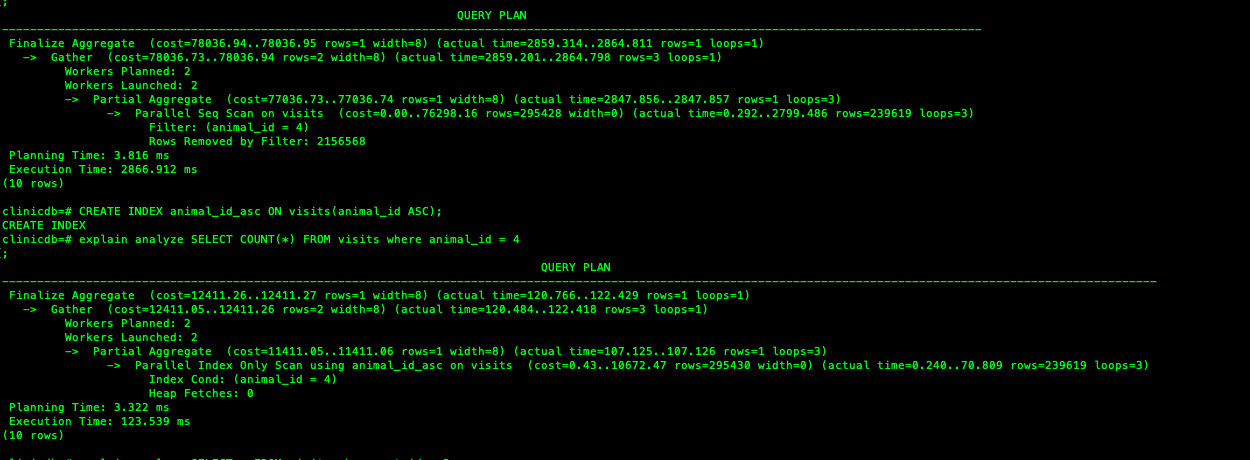 ;
QUERY PLAN
Finalize Aggregate (cost=78036.94..78036.95 rows=1 width=8) (actual time=2859.314..2864.811 rows=1 loops=1)
-> Gather (cost=78036.73..78036.94 rows=2 width=8) (actual time=2859.201..2864.798 rows=3 loops=1)
Workers Planned: 2
Workers Launched: 2
-> Partial Aggregate (cost=77036.73..77036.74 rows=1 width=8) (actual time=2847.856..2847.857 rows=1 loops=3)
-> Parallel Seq Scan on visits (cost=0.00..76298.16 rows=295428 width=0) (actual time=0.292..2799.486 rows=239619 loops=3)
Filter: (animal_id = 4)
Rows Removed by Filter: 2156568
Planning Time: 3.816 ms
Execution Time: 2866.912 ms
(10 rows)
clinicdb=# CREATE INDEX animal_id_asc ON visits(animal_id ASC);
CREATE INDEX
clinicdb=# explain analyze SELECT COUNT(*) FROM visits where animal_id = 4
;
QUERY PLAN
Finalize Aggregate (cost=12411.26..12411.27 rows=1 width=8) (actual time=120.766..122.429 rows=1 loops=1)
-> Gather (cost=12411.05..12411.26 rows=2 width=8) (actual time=120.484..122.418 rows=3 loops=1)
Workers Planned: 2
Workers Launched: 2
-> Partial Aggregate (cost=11411.05..11411.06 rows=1 width=8) (actual time=107.125..107.126 rows=1 loops=3)
-> Parallel Index Only Scan using animal_id_asc on visits (cost=0.43..10672.47 rows=295430 width=0) (actual time=0.240..70.809 rows=239619 loops=3)
Index Cond: (animal_id = 4)
Heap Fetches: 0
Planning Time: 3.322 ms
Execution Time: 123.539 ms
(10 rows)